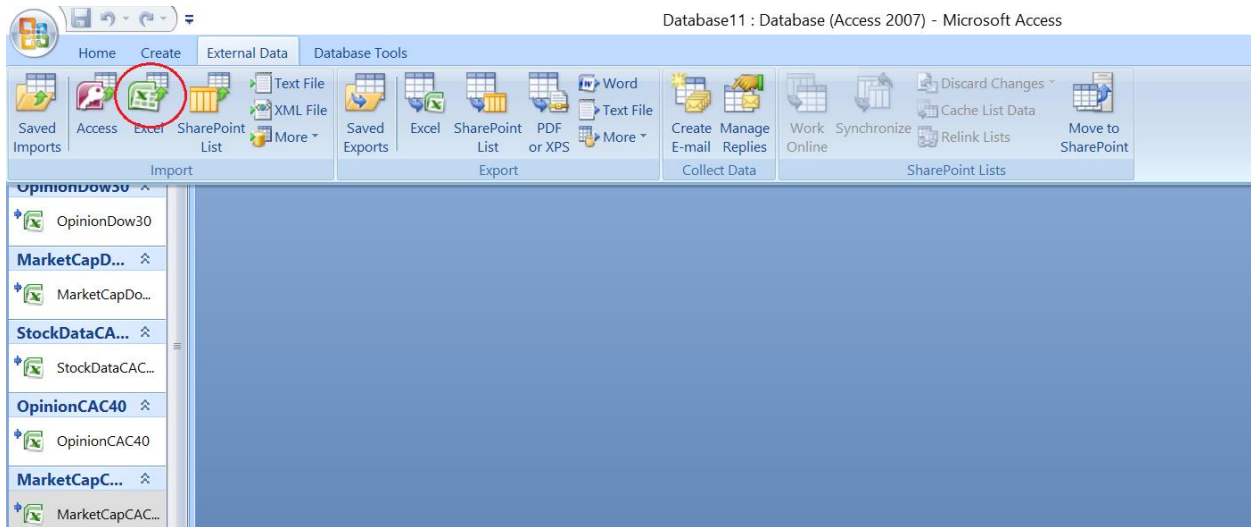 Database11 : Database (Access 2007) - Microsoft Access
Home Create External Data Database Tools
Saved Imports
Access
Excel
SharePoint List
Text File
XML File
More
Import
Saved Exports
Excel
SharePoint List
PDF or XPS
Word
Text File
More
Export
Create E-mail
Manage Replies
Collect Data
Work Online
Synchronize
Discard Changes
Cache List Data
Relink Lists
Move to SharePoint
SharePoint Lists
OpinionDow30
OpinionDow30
MarketCapD...
MarketCapDo...
StockDataCA...
StockDataCAC...
OpinionCAC40
OpinionCAC40
MarketCapC...
MarketCapCAC...